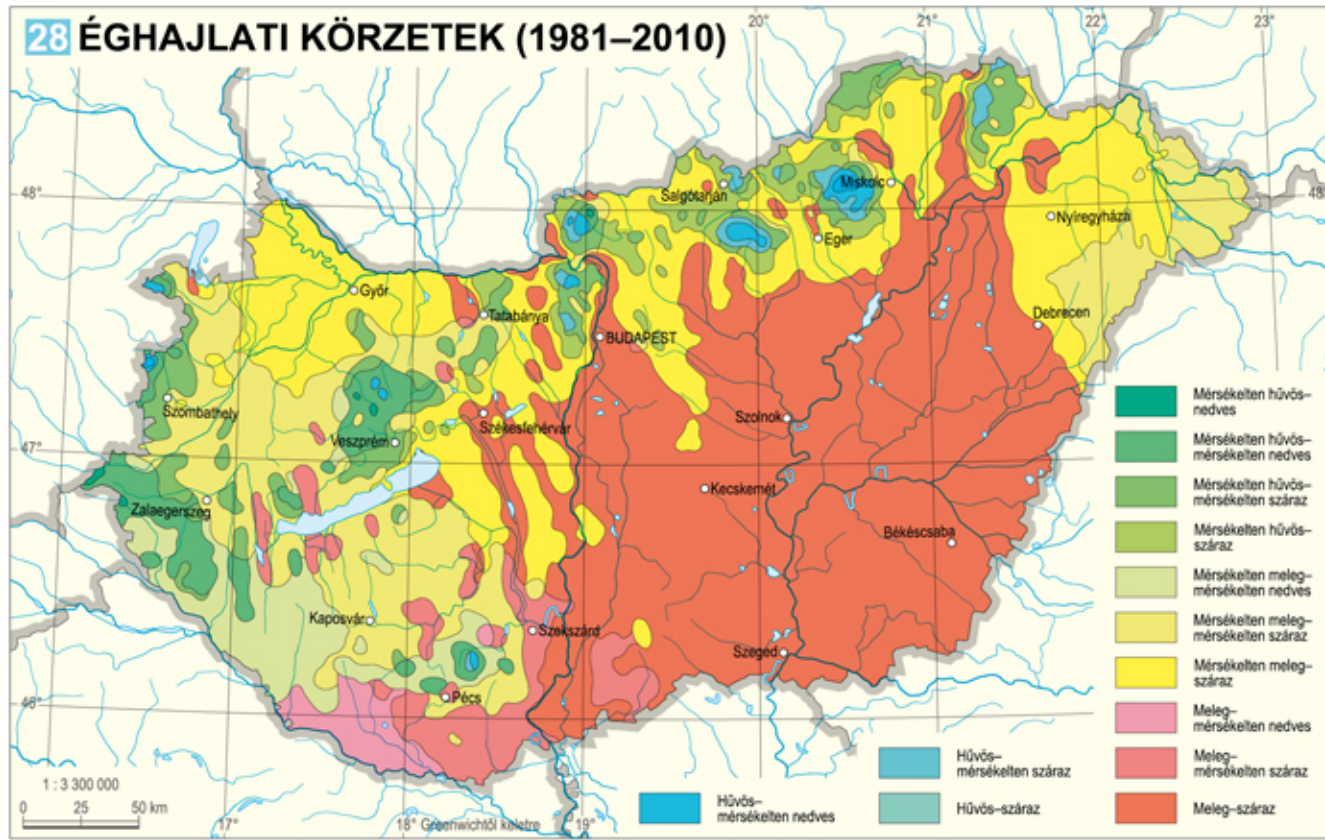 28 ÉGHAJLATI KÖRZETEK (1981–2010)
20°
21°
22°
23°
48°
48°
Salgótarján
Miskolc
Eger
Nyíregyháza
Győr
Tatabánya
BUDAPEST
Debrecen
Szombathely
Veszprém
Székesfehérvár
Szolnok
47°
Zalaegerszeg
Kecskemét
Békéscsaba
Kaposvár
Szekszárd
Szeged
Pécs
48°
Mérsékelten hűvös–
nedves
Mérsékelten hűvös–
mérsékelten nedves
Mérsékelten hűvös–
mérsékelten száraz
Mérsékelten hűvös–
száraz
Mérsékelten meleg–
mérsékelten nedves
Mérsékelten meleg–
mérsékelten száraz
Mérsékelten meleg–
száraz
Meleg–
mérsékelten nedves
Meleg–
mérsékelten száraz
Meleg–száraz
Hűvös–
mérsékelten száraz
Hűvös–száraz
Hűvös–
mérsékelten nedves
1 : 3 300 000
0 25 50 km
17°
18°
Greenwichtől keletre
19°